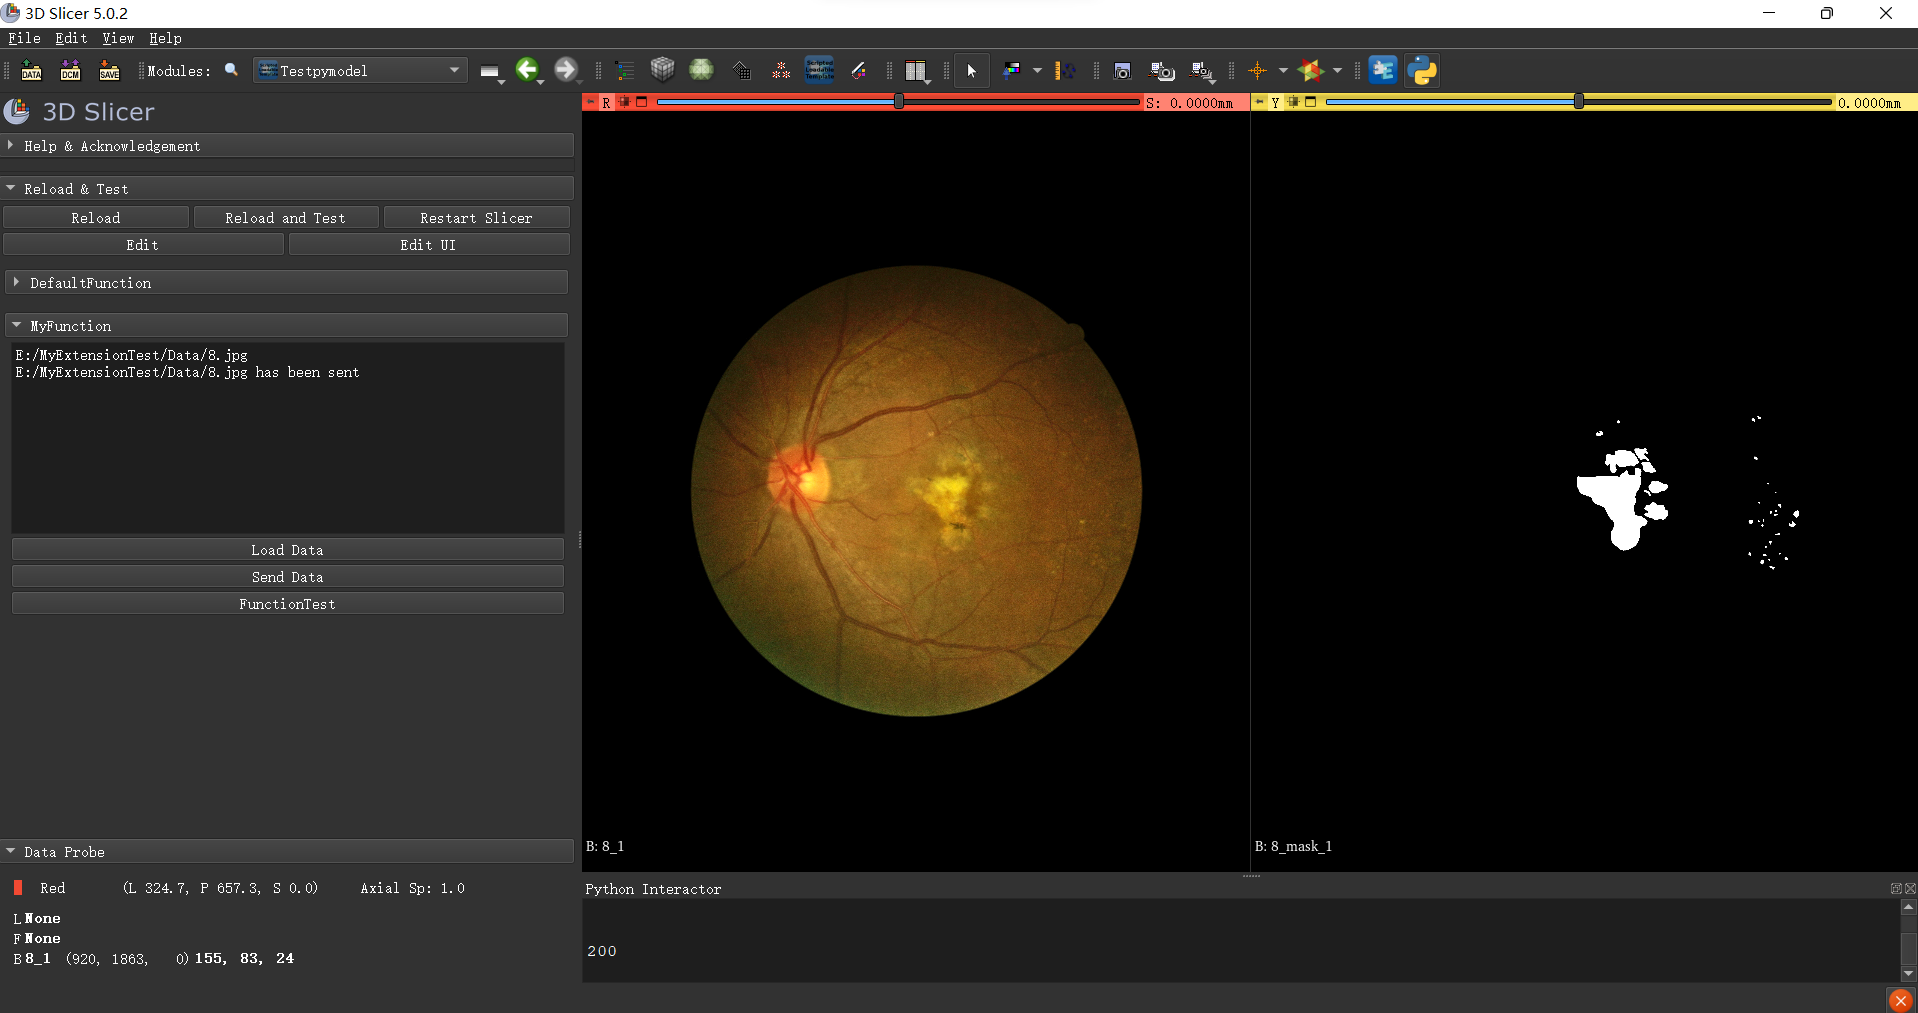 3D Slicer 5.0.2
File Edit View Help
DATA DCM SAVE Modules: Testpymodel Scripted Loadable Template
3D Slicer
Help & Acknowledgement
Reload & Test
Reload Reload and Test Restart Slicer
Edit Edit UI
DefaultFunction
MyFunction
E:/MyExtensionTest/Data/8.jpg
E:/MyExtensionTest/Data/8.jpg has been sent
Load Data
Send Data
FunctionTest
Data Probe
Red (L 324.7, P 657.3, S 0.0) Axial Sp: 1.0
L None
F None
B 8_1 (920, 1863, 0) 155, 83, 24
R S: 0.0000mm
B: 8_1
Y 0.0000mm
B: 8_mask_1
Python Interactor
200